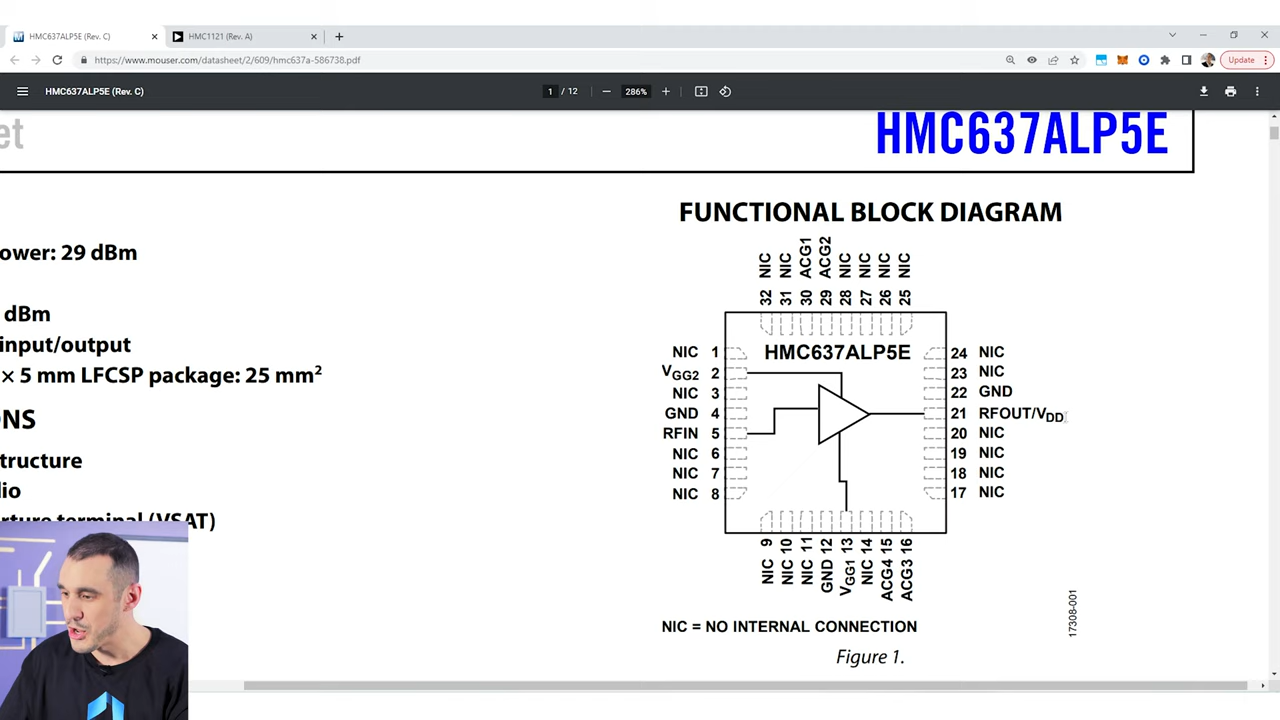 HMC637ALP5E (Rev. C)
HMC1121 (Rev. A)
https://www.mouser.com/datasheet/2/609/hmc637a-586738.pdf
Update
HMC637ALP5E (Rev. C)
1 / 12
286%
et
HMC637ALP5E
FUNCTIONAL BLOCK DIAGRAM
ower: 29 dBm
dBm
input/output
× 5 mm LFCSP package: 25 mm²
ONS
tructure
io
rture terminal (VSAT)
NIC NIC ACG1 ACG2 NIC NIC NIC NIC
32 31 30 29 28 27 26 25
HMC637ALP5E
NIC 1
VGG2 2
NIC 3
GND 4
RFIN 5
NIC 6
NIC 7
NIC 8
24 NIC
23 NIC
22 GND
21 RFOUT/VDD
20 NIC
19 NIC
18 NIC
17 NIC
NIC 9
NIC 10
NIC 11
GND 12
VGG1 13
NIC 14
ACG4 15
ACG3 16
17308-001
NIC = NO INTERNAL CONNECTION
Figure 1.